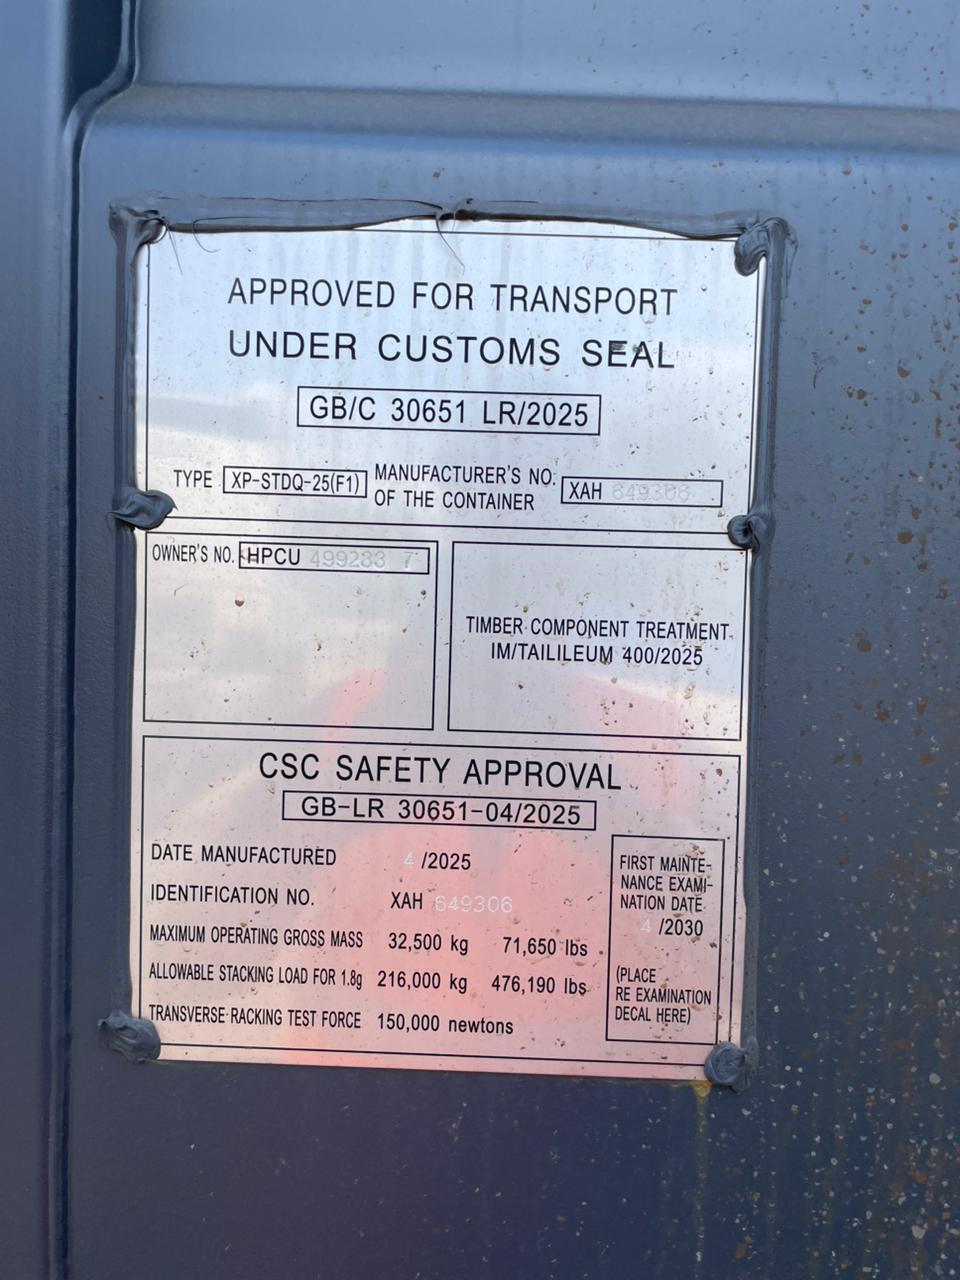 APPROVED FOR TRANSPORT
UNDER CUSTOMS SEAL
GB/C 30651 LR/2025
TYPE XP-STDQ-25(F1) MANUFACTURER'S NO. OF THE CONTAINER XAH 649306
OWNER'S NO. HPCU 499283 7
TIMBER COMPONENT TREATMENT
IM/TAILILEUM 400/2025
CSC SAFETY APPROVAL
GB-LR 30651-04/2025
DATE MANUFACTURED 4 /2025
IDENTIFICATION NO. XAH 649306
MAXIMUM OPERATING GROSS MASS 32,500 kg 71,650 lbs
ALLOWABLE STACKING LOAD FOR 1.8g 216,000 kg 476,190 lbs
TRANSVERSE RACKING TEST FORCE 150,000 newtons
FIRST MAINTE-
NANCE EXAMI-
NATION DATE
4 /2030
(PLACE
RE EXAMINATION
DECAL HERE)